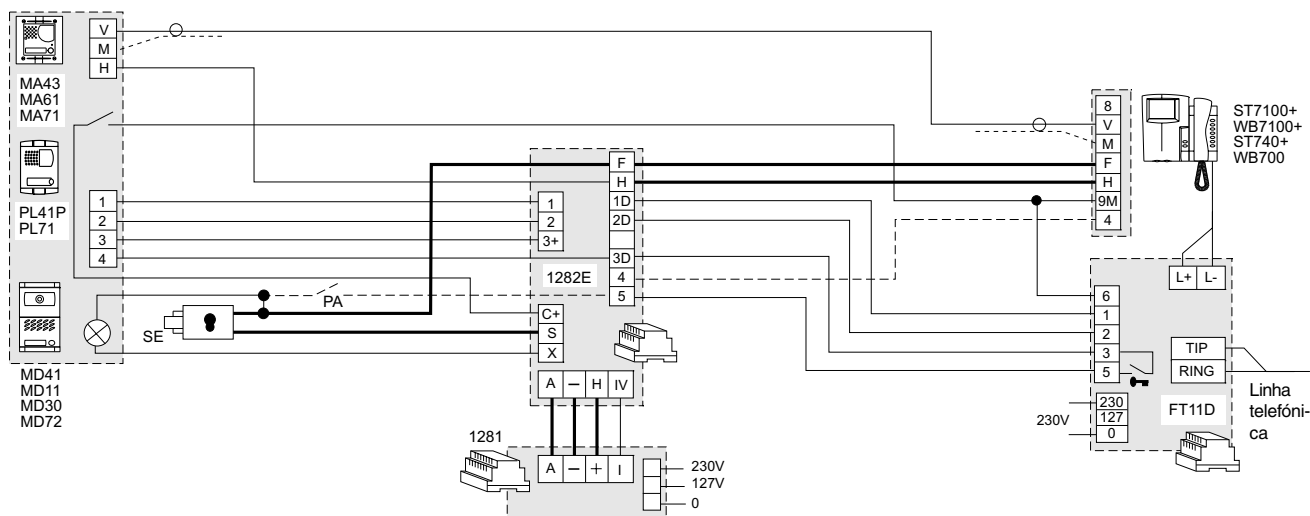 V
M
H
MA43
MA61
MA71
PL41P
PL71
1
2
3
4
MD41
MD11
MD30
MD72
SE
PA
F
H
1D
2D
3D
4
5
1
2
3+
1282E
C+
S
X
A − H IV
1281
A − + I
230V
127V
0
8
V
M
F
H
9M
4
ST7100+
WB7100+
ST740+
WB700
L+ L-
6
1
2
3
5
TIP
RING
230
127
0
230V
FT11D
Linha
telefóni-
ca